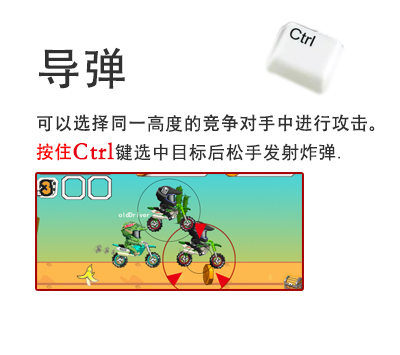 Ctrl
导弹
可以选择同一高度的竞争对手中进行攻击。
按住Ctrl键选中目标后松手发射炸弹.
3
oldDriver